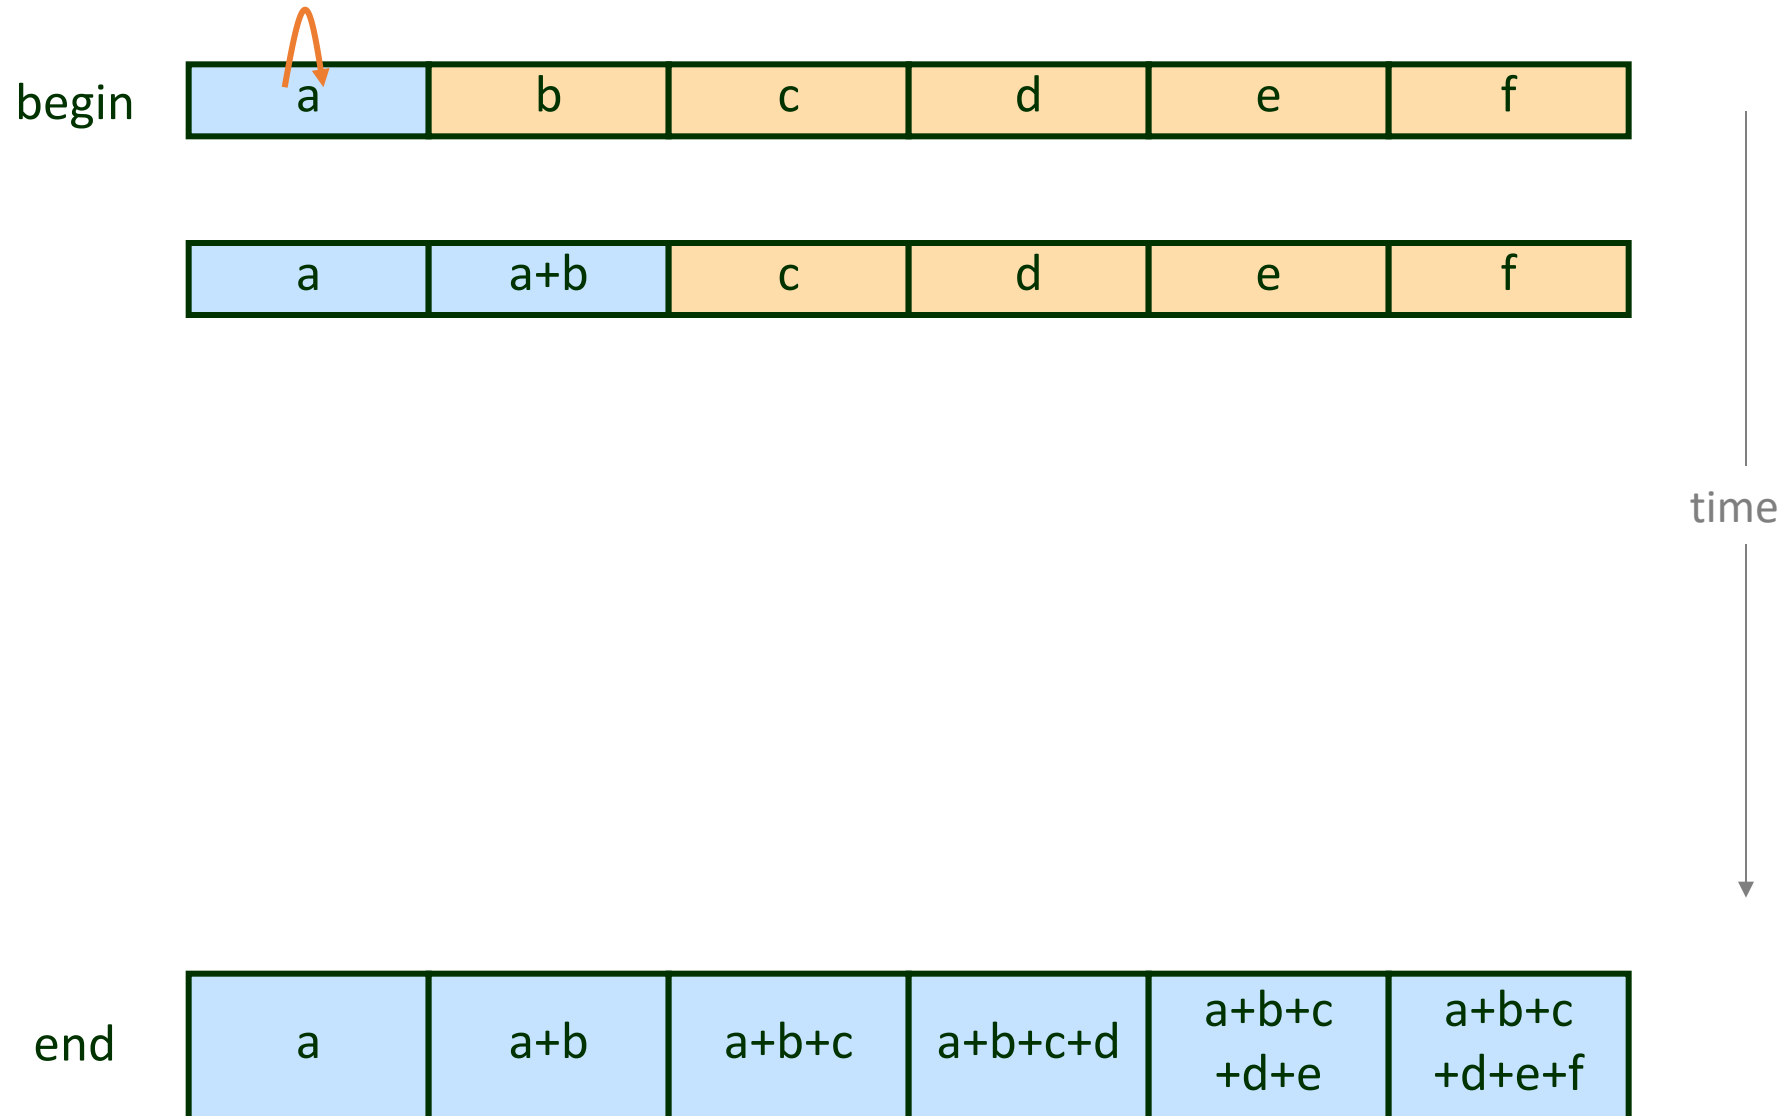 begin a b c d e f
a a+b c d e f
time
end a a+b a+b+c a+b+c+d a+b+c a+b+c
+d+e +d+e+f